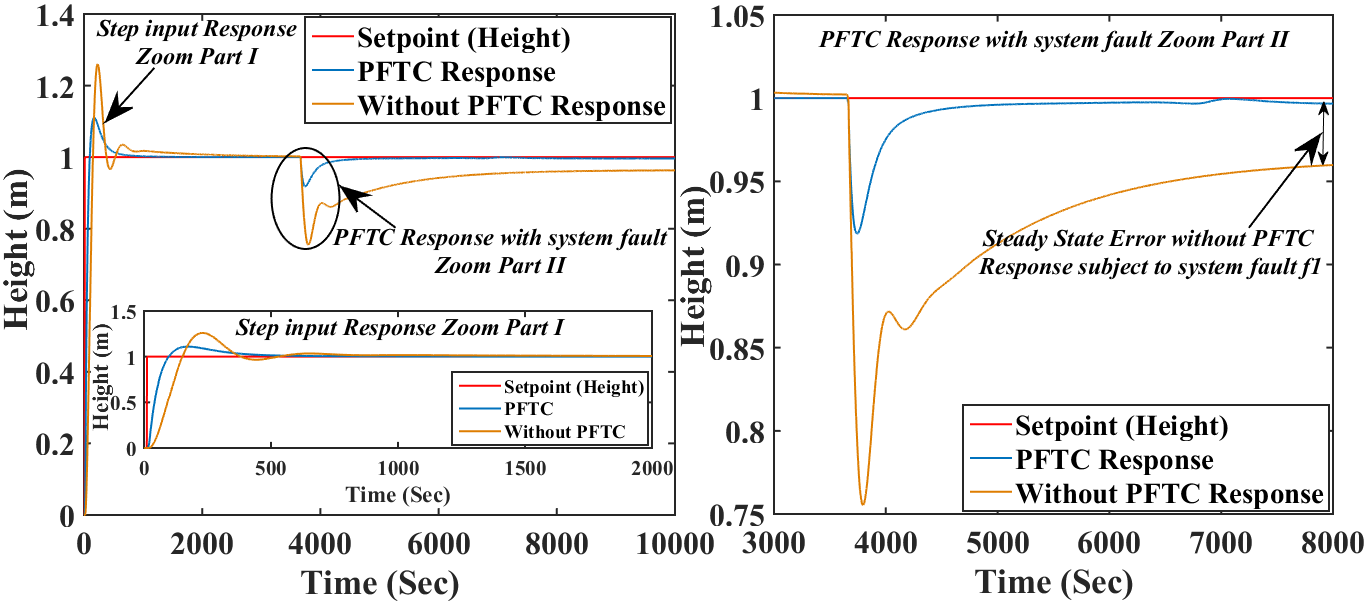 1.4
1.2
1
0.8
0.6
0.4
0.2
0
Height (m)
Step input Response
Zoom Part I
Setpoint (Height)
PFTC Response
Without PFTC Response
PFTC Response with system fault
Zoom Part II
1.5
1
0.5
0
Height (m)
Step input Response Zoom Part I
Setpoint (Height)
PFTC
Without PFTC
0 500 1000 1500 2000
Time (Sec)
0 2000 4000 6000 8000 10000
Time (Sec)
1.05
1
0.95
0.9
0.85
0.8
0.75
Height (m)
PFTC Response with system fault Zoom Part II
Steady State Error without PFTC
Response subject to system fault f1
Setpoint (Height)
PFTC Response
Without PFTC Response
3000 4000 5000 6000 7000 8000
Time (Sec)